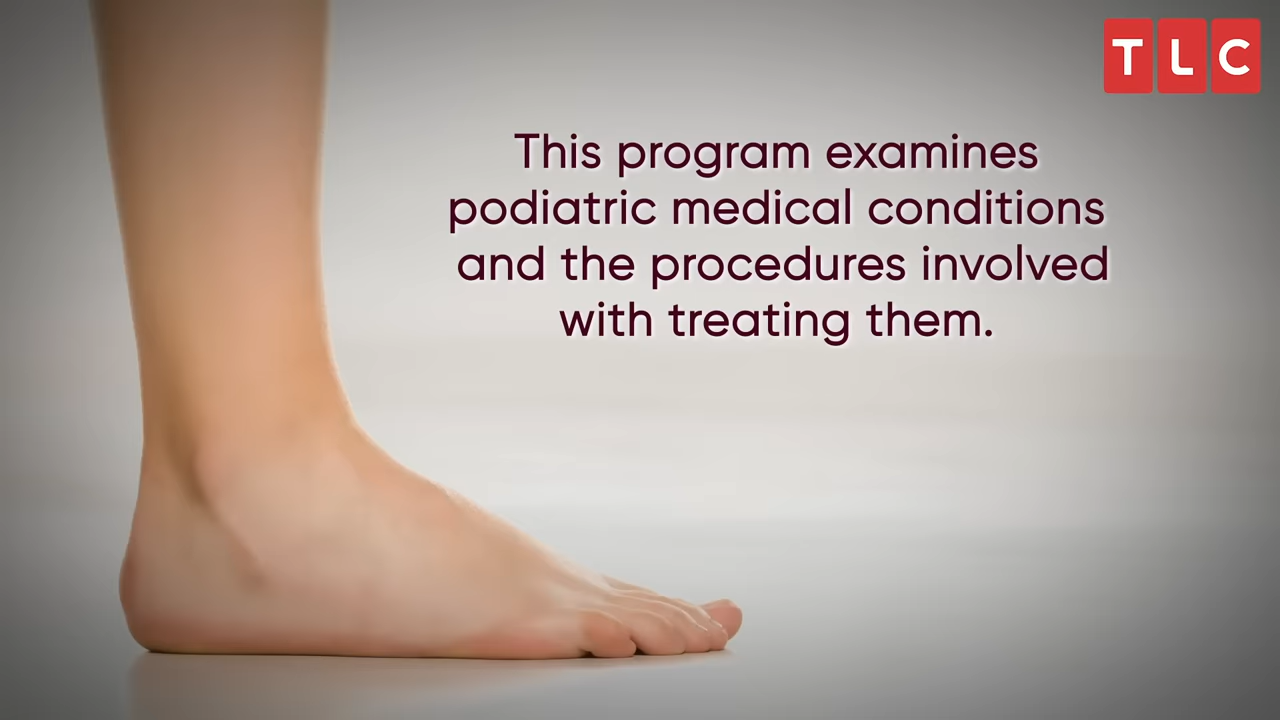 TLC
This program examines
podiatric medical conditions
and the procedures involved
with treating them.